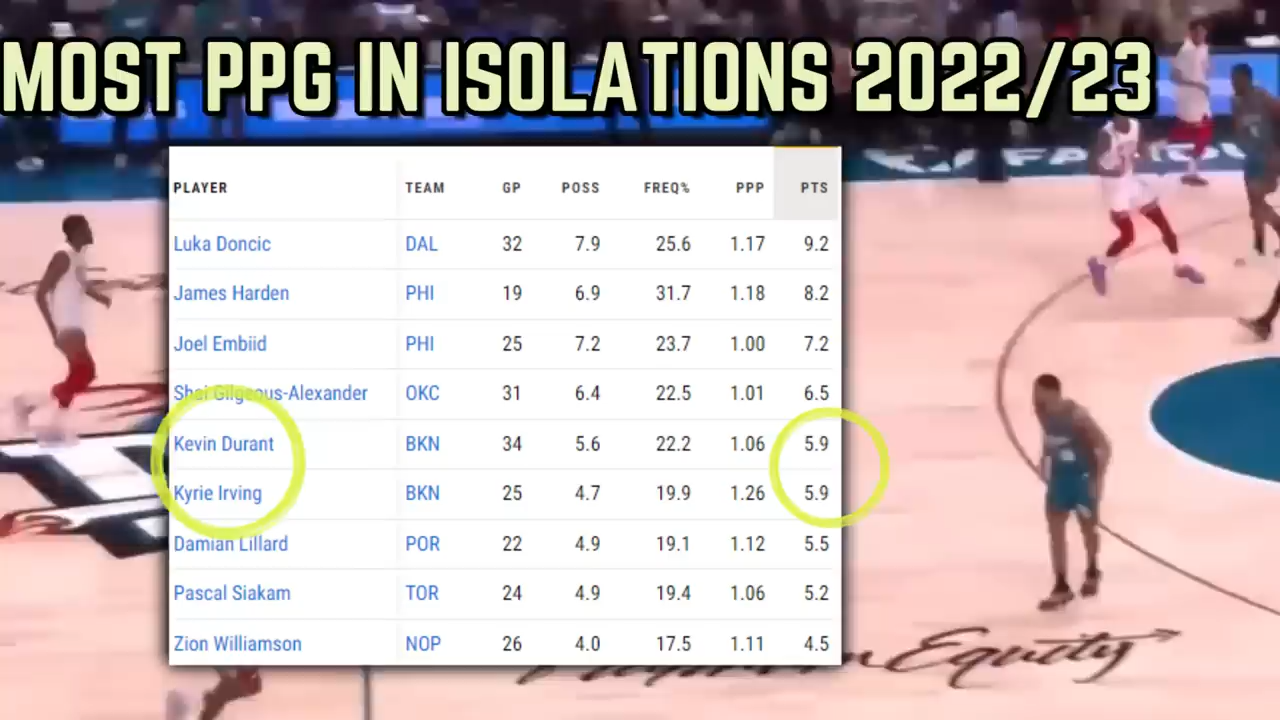 MOST PPG IN ISOLATIONS 2022/23
PLAYER TEAM GP POSS FREQ% PPP PTS
Luka Doncic DAL 32 7.9 25.6 1.17 9.2
James Harden PHI 19 6.9 31.7 1.18 8.2
Joel Embiid PHI 25 7.2 23.7 1.00 7.2
Shai Gilgeous-Alexander OKC 31 6.4 22.5 1.01 6.5
Kevin Durant BKN 34 5.6 22.2 1.06 5.9
Kyrie Irving BKN 25 4.7 19.9 1.26 5.9
Damian Lillard POR 22 4.9 19.1 1.12 5.5
Pascal Siakam TOR 24 4.9 19.4 1.06 5.2
Zion Williamson NOP 26 4.0 17.5 1.11 4.5
Equity